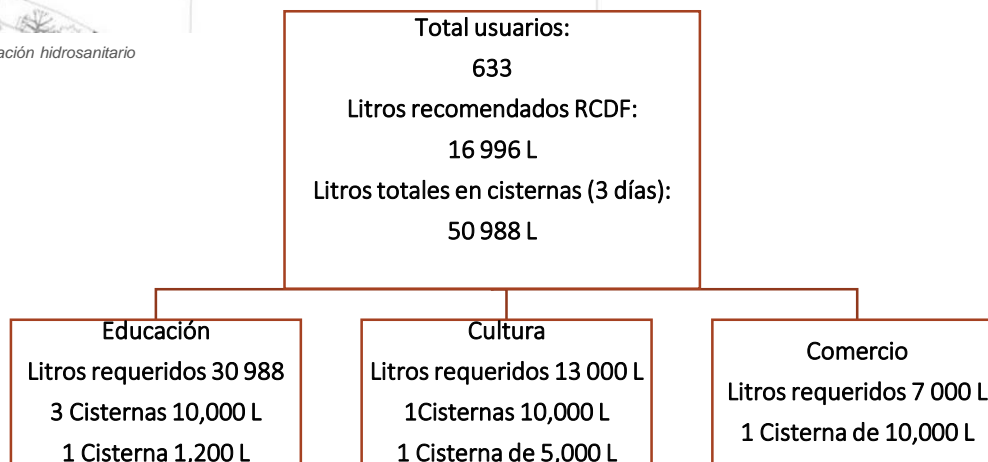 ación hidrosanitario
Total usuarios:
633
Litros recomendados RCDF:
16 996 L
Litros totales en cisternas (3 días):
50 988 L
Educación
Litros requeridos 30 988
3 Cisternas 10,000 L
1 Cisterna 1,200 L
Cultura
Litros requeridos 13 000 L
1Cisternas 10,000 L
1 Cisterna de 5,000 L
Comercio
Litros requeridos 7 000 L
1 Cisterna de 10,000 L